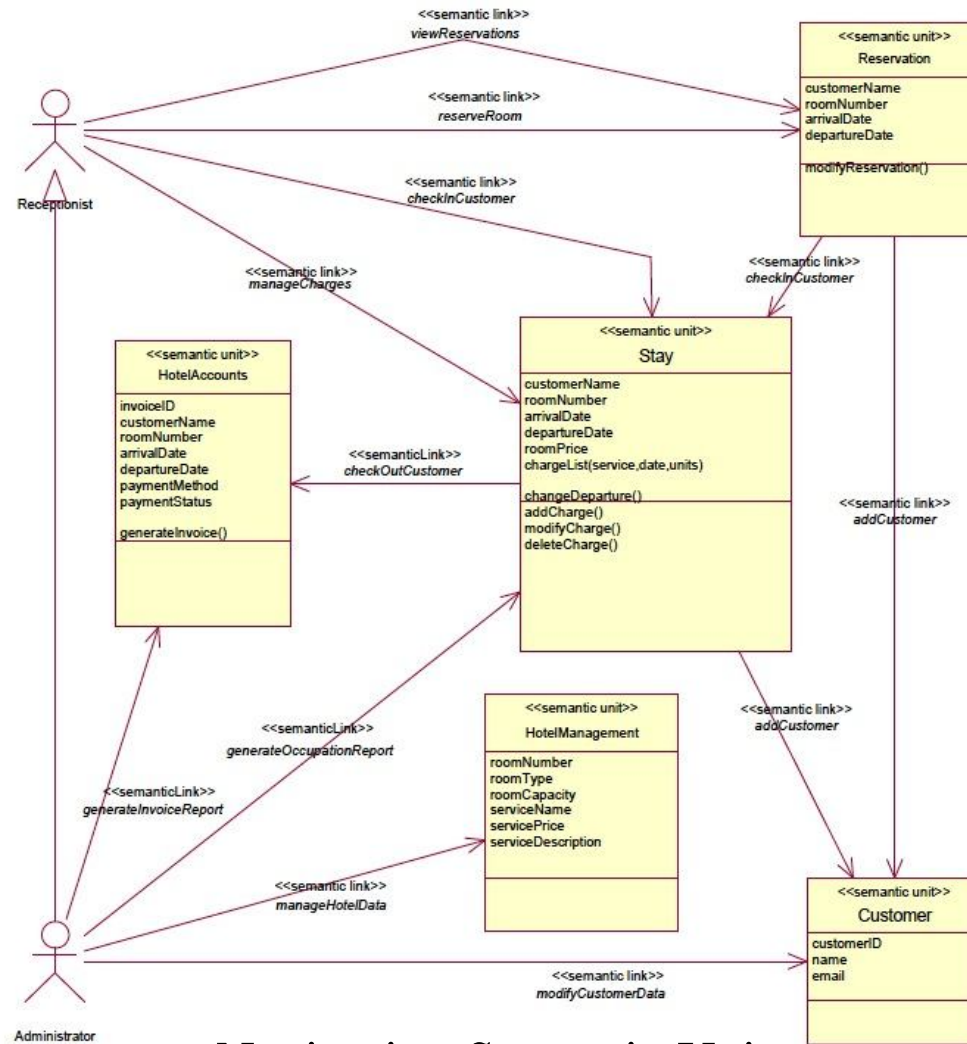 <<semantic link>>
viewReservations
<<semantic unit>>
Reservation
customerName
roomNumber
arrivalDate
departureDate
modifyReservation()
<<semantic link>>
reserveRoom
Receptionist
<<semantic link>>
checkInCustomer
<<semantic link>>
manageCharges
<<semantic link>>
checkInCustomer
<<semantic unit>>
HotelAccounts
invoiceID
customerName
roomNumber
arrivalDate
departureDate
paymentMethod
paymentStatus
generateInvoice()
<<semanticLink>>
checkOutCustomer
<<semantic unit>>
Stay
customerName
roomNumber
arrivalDate
departureDate
roomPrice
chargeList(service,date,units)
changeDeparture()
addCharge()
modifyCharge()
deleteCharge()
<<semantic link>>
addCustomer
<<semanticLink>>
generateOccupationReport
<<semanticLink>>
generateInvoiceReport
<<semantic unit>>
HotelManagement
roomNumber
roomType
roomCapacity
serviceName
servicePrice
serviceDescription
<<semantic link>>
addCustomer
<<semantic link>>
manageHotelData
<<semantic unit>>
Customer
customerID
name
email
<<semantic link>>
modifyCustomerData
Administrator